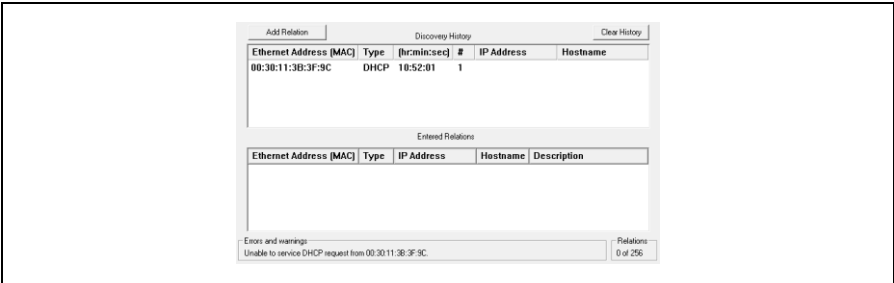 Add Relation Discovery History Clear History
Ethernet Address (MAC) Type (hr:min:sec) # IP Address Hostname
00:30:11:3B:3F:9C DHCP 10:52:01 1
Entered Relations
Ethernet Address (MAC) Type IP Address Hostname Description
Errors and warnings Relations
Unable to service DHCP request from 00:30:11:3B:3F:9C. 0 of 256